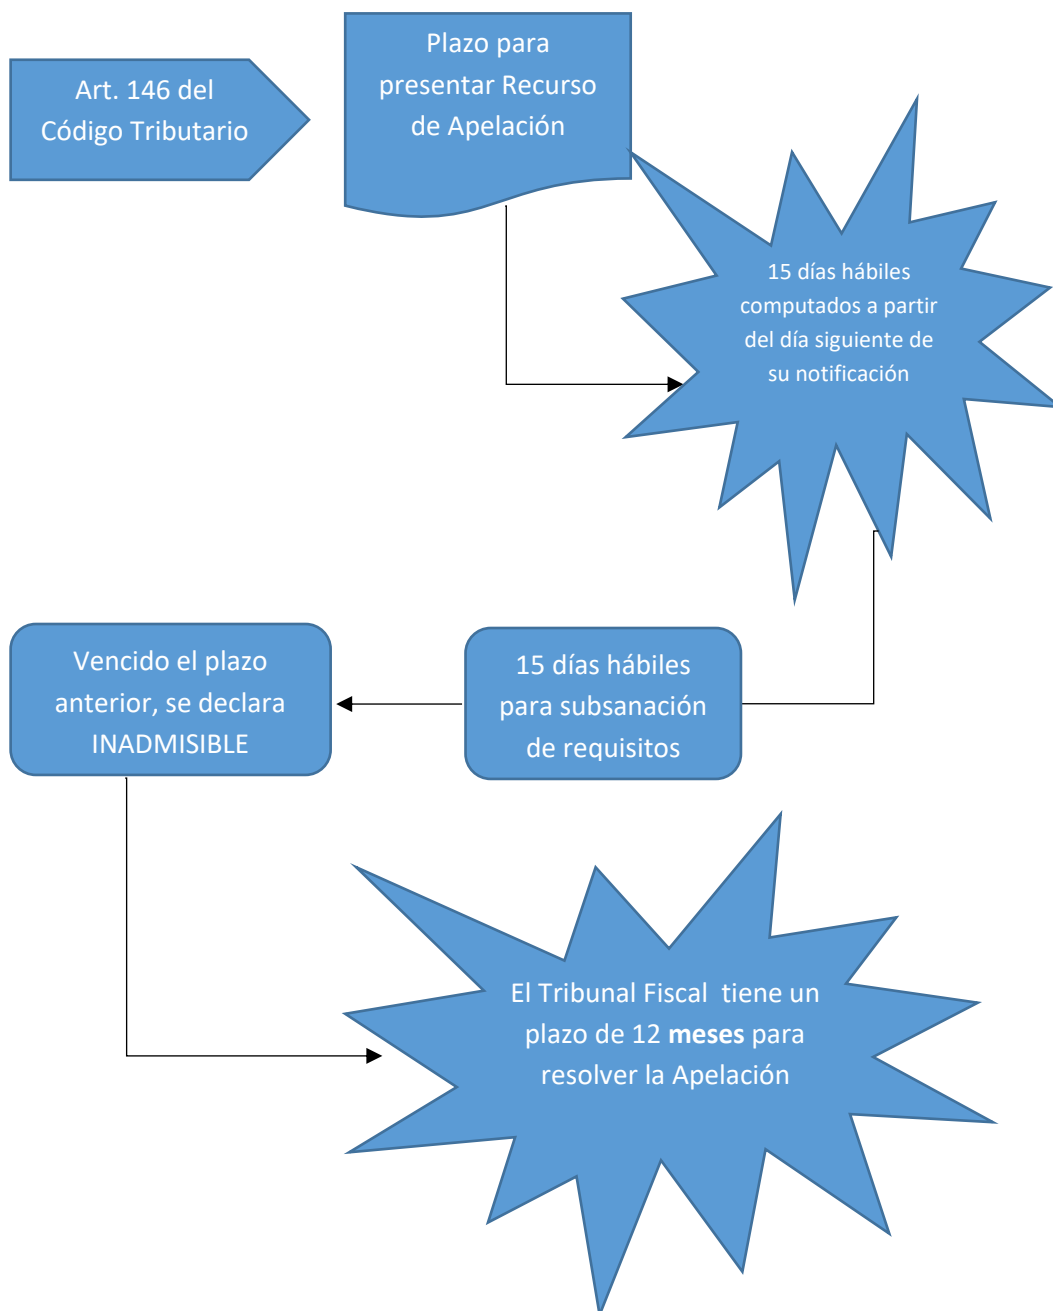 Art. 146 del
Código Tributario
Plazo para
presentar Recurso
de Apelación
15 días hábiles
computados a partir
del día siguiente de
su notificación
15 días hábiles
para subsanación
de requisitos
Vencido el plazo
anterior, se declara
INADMISIBLE
El Tribunal Fiscal  tiene un
plazo de 12 meses para
resolver la Apelación